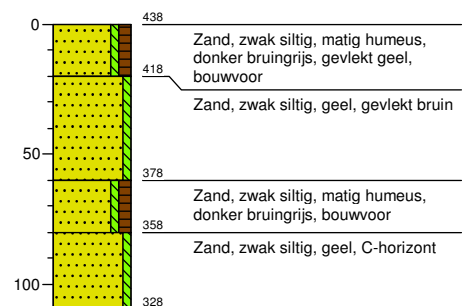 0
438
Zand, zwak siltig, matig humeus,
donker bruingrijs, gevlekt geel,
bouwvoor
418
Zand, zwak siltig, geel, gevlekt bruin
50
378
Zand, zwak siltig, matig humeus,
donker bruingrijs, bouwvoor
358
Zand, zwak siltig, geel, C-horizont
100
328